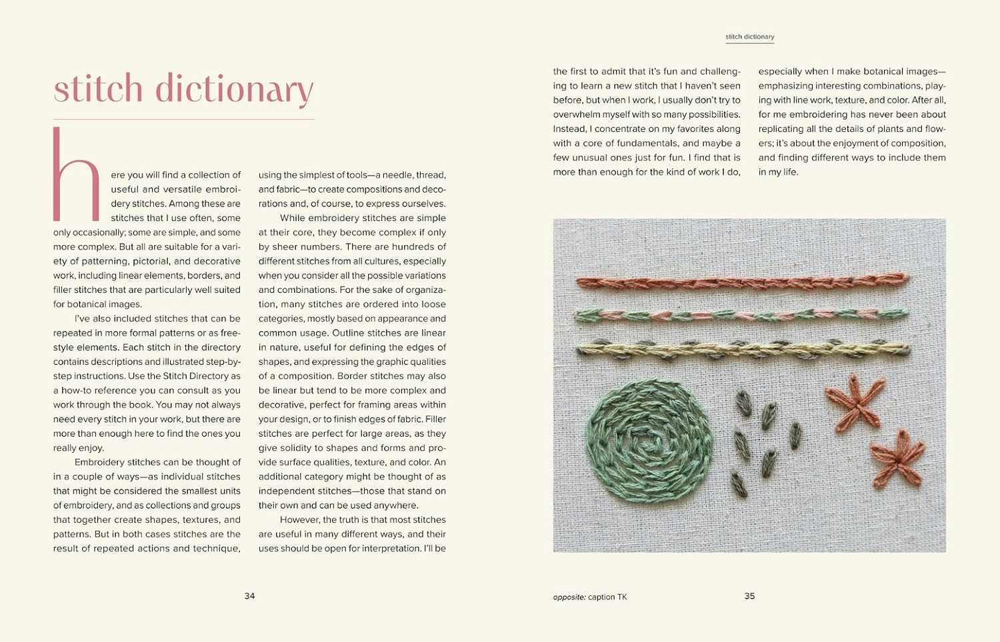 stitch dictionary
here you will find a collection of
useful and versatile embroi-
dery stitches. Among these are
stitches that I use often, some
only occasionally; some are simple, and some
more complex. But all are suitable for a vari-
ety of patterning, pictorial, and decorative
work, including linear elements, borders, and
filler stitches that are particularly well suited
for botanical images.
I've also included stitches that can be
repeated in more formal patterns or as free-
style elements. Each stitch in the directory
contains descriptions and illustrated step-by-
step instructions. Use the Stitch Directory as
a how-to reference you can consult as you
work through the book. You may not always
need every stitch in your work, but there are
more than enough here to find the ones you
really enjoy.
Embroidery stitches can be thought of
in a couple of ways—as individual stitches
that might be considered the smallest units
of embroidery, and as collections and groups
that together create shapes, textures, and
patterns. But in both cases stitches are the
result of repeated actions and technique,
using the simplest of tools—a needle, thread,
and fabric—to create compositions and deco-
rations and, of course, to express ourselves.
While embroidery stitches are simple
at their core, they become complex if only
by sheer numbers. There are hundreds of
different stitches from all cultures, especially
when you consider all the possible variations
and combinations. For the sake of organiza-
tion, many stitches are ordered into loose
categories, mostly based on appearance and
common usage. Outline stitches are linear
in nature, useful for defining the edges of
shapes, and expressing the graphic qualities
of a composition. Border stitches may also
be linear but tend to be more complex and
decorative, perfect for framing areas within
your design, or to finish edges of fabric. Filler
stitches are perfect for large areas, as they
give solidity to shapes and forms and pro-
vide surface qualities, texture, and color. An
additional category might be thought of as
independent stitches—those that stand on
their own and can be used anywhere.
However, the truth is that most stitches
are useful in many different ways, and their
uses should be open for interpretation. I'll be
34
stitch dictionary
the first to admit that it's fun and challeng-
ing to learn a new stitch that I haven't seen
before, but when I work, I usually don't try to
overwhelm myself with so many possibilities.
Instead, I concentrate on my favorites along
with a core of fundamentals, and maybe a
few unusual ones just for fun. I find that is
more than enough for the kind of work I do,
especially when I make botanical images—
emphasizing interesting combinations, play-
ing with line work, texture, and color. After all,
for me embroidering has never been about
replicating all the details of plants and flow-
ers; it's about the enjoyment of composition,
and finding different ways to include them
in my life.
opposite: caption TK
35